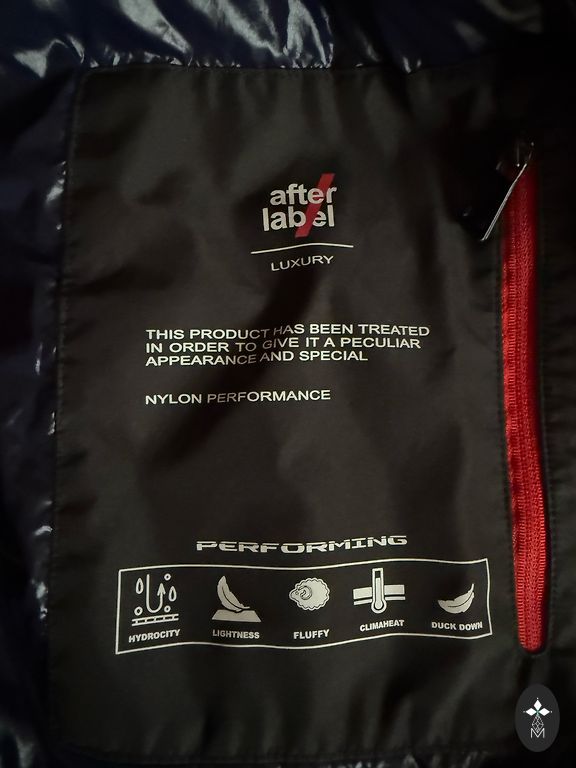 after
label
LUXURY
THIS PRODUCT HAS BEEN TREATED
IN ORDER TO GIVE IT A PECULIAR
APPEARANCE AND SPECIAL
NYLON PERFORMANCE
PERFORMING
HYDROCITY LIGHTNESS FLUFFY CLIMAHEAT DUCK DOWN